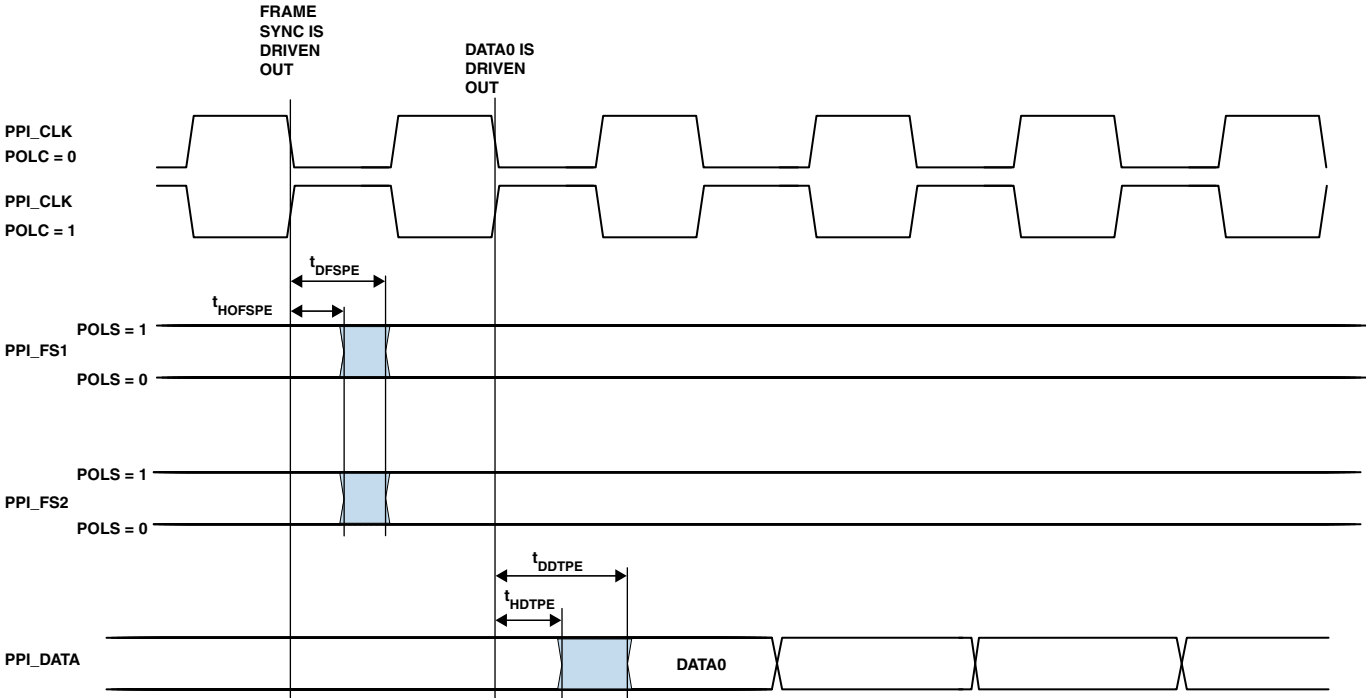 FRAME
SYNC IS
DRIVEN
OUT
DATA0 IS
DRIVEN
OUT
PPI_CLK
POLC = 0
PPI_CLK
POLC = 1
tDFSPE
tHOFSPE
POLS = 1
PPI_FS1
POLS = 0
POLS = 1
PPI_FS2
POLS = 0
tDDTPE
tHDTPE
PPI_DATA
DATA0